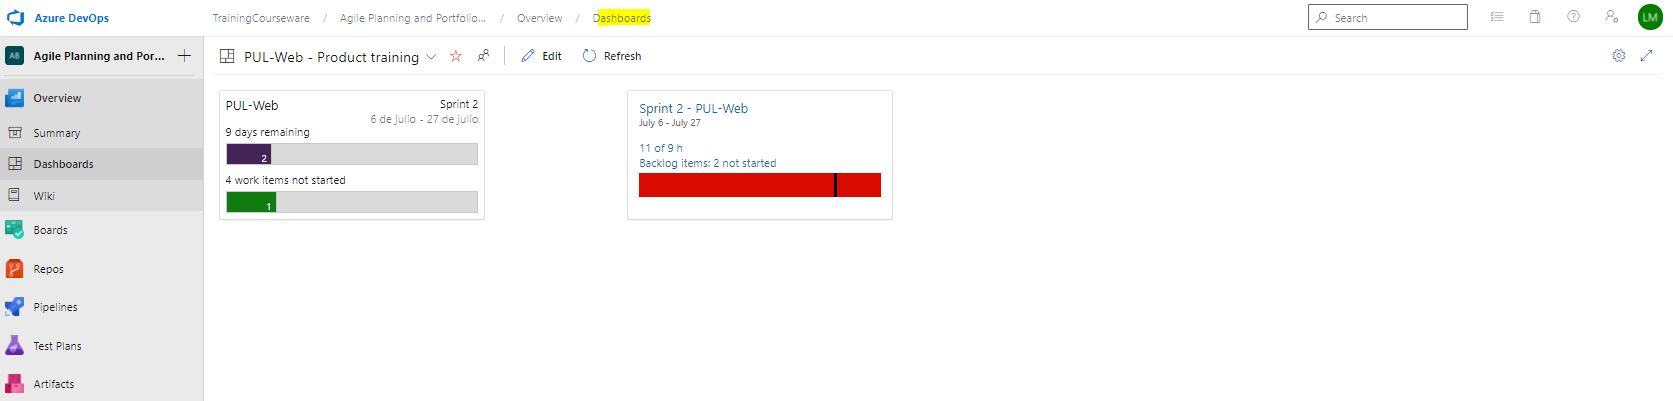 Azure DevOps
TrainingCourseware / Agile Planning and Portfolio... / Overview / Dashboards
Search
LM
AB
Agile Planning and Por...
PUL-Web - Product training
Edit
Refresh
Overview
Summary
Dashboards
Wiki
Boards
Repos
Pipelines
Test Plans
Artifacts
PUL-Web
Sprint 2
6 de julio - 27 de julio
9 days remaining
2
4 work items not started
1
Sprint 2 - PUL-Web
July 6 - July 27
11 of 9 h
Backlog items: 2 not started